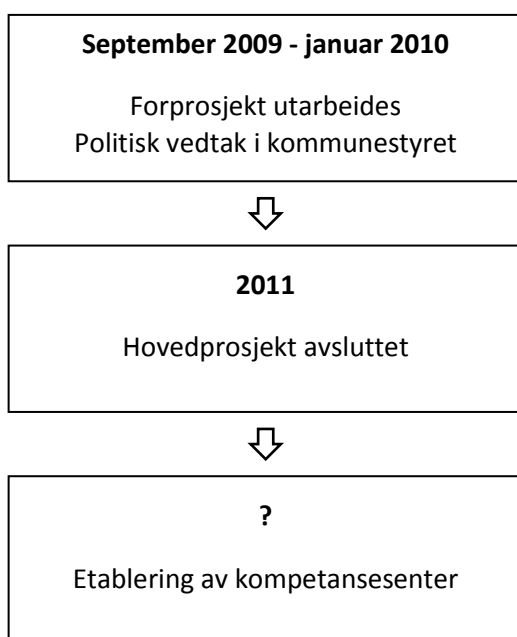 September 2009 - januar 2010
Forprosjekt utarbeides
Politisk vedtak i kommunestyret
2011
Hovedprosjekt avsluttet
?
Etablering av kompetansesenter